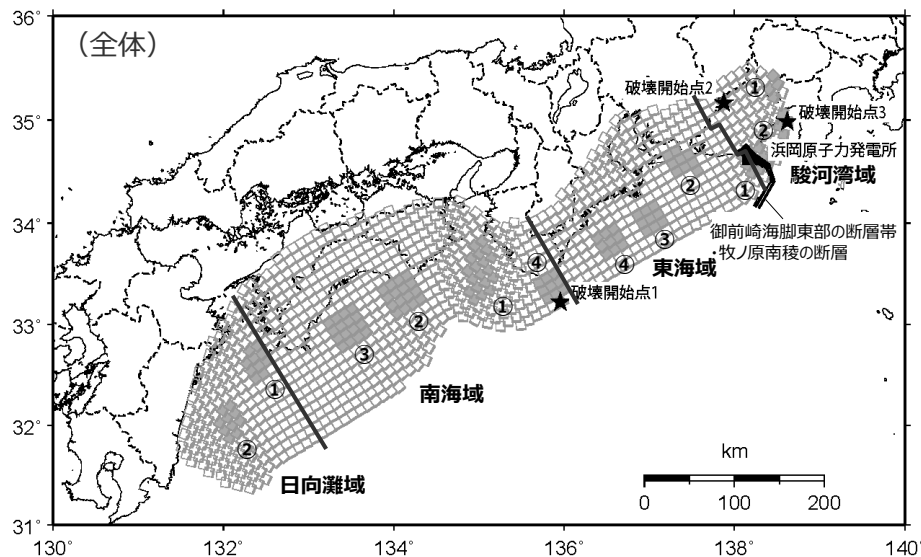 36°
（全体）
破壊開始点2
①
35°
破壊開始点3
②
浜岡原子力発電所
駿河湾域
②
①
34°
御前崎海脚東部の断層帯
・牧ノ原南稜の断層
③
④
④
東海域
破壊開始点1
33°
①
②
③
南海域
①
32°
②
km
日向灘域
0 100 200
31°
130° 132° 134° 136° 138° 140°